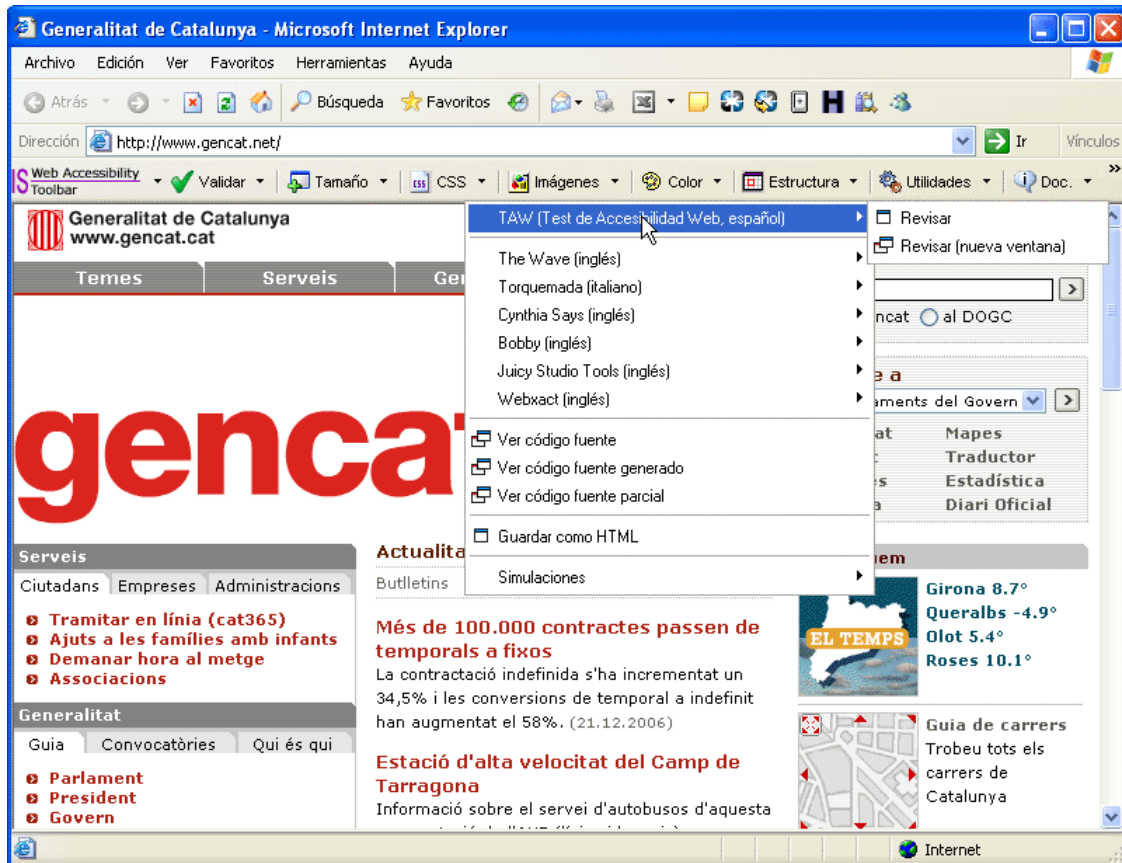 Generalitat de Catalunya - Microsoft Internet Explorer
Archivo Edición Ver Favoritos Herramientas Ayuda
Atrás Búsqueda Favoritos
Dirección http://www.gencat.net/ Ir Vínculos
Web Accessibility
Toolbar
Validar Tamaño CSS Imágenes Color Estructura Utilidades Doc. »
Generalitat de Catalunya
www.gencat.cat
Temes Serveis Ge
TAW (Test de Accesibilidad Web, español)
The Wave (inglés)
Torquemada (italiano)
Cynthia Says (inglés)
Bobby (inglés)
Juicy Studio Tools (inglés)
Webxact (inglés)
Ver código fuente
Ver código fuente generado
Ver código fuente parcial
Guardar como HTML
Simulaciones
Revisar
Revisar (nueva ventana)
ncat al DOGC
e a
aments del Govern
at Mapes
Traductor
s Estadística
a Diari Oficial
genca
Serveis
Ciutadans Empreses Administracions
Tramitar en línia (cat365)
Ajuts a les famílies amb infants
Demanar hora al metge
Associacions
Generalitat
Guia Convocatòries Qui és qui
Parlament
President
Govern
Actualita
Butlletins
Més de 100.000 contractes passen de
temporals a fixos
La contractació indefinida s'ha incrementat un
34,5% i les conversions de temporal a indefinit
han augmentat el 58%. (21.12.2006)
Estació d'alta velocitat del Camp de
Tarragona
Informació sobre el servei d'autobusos d'aquesta
em
EL TEMPS
Girona 8.7°
Queralbs -4.9°
Olot 5.4°
Roses 10.1°
Guia de carrers
Trobeu tots els
carrers de
Catalunya
Internet